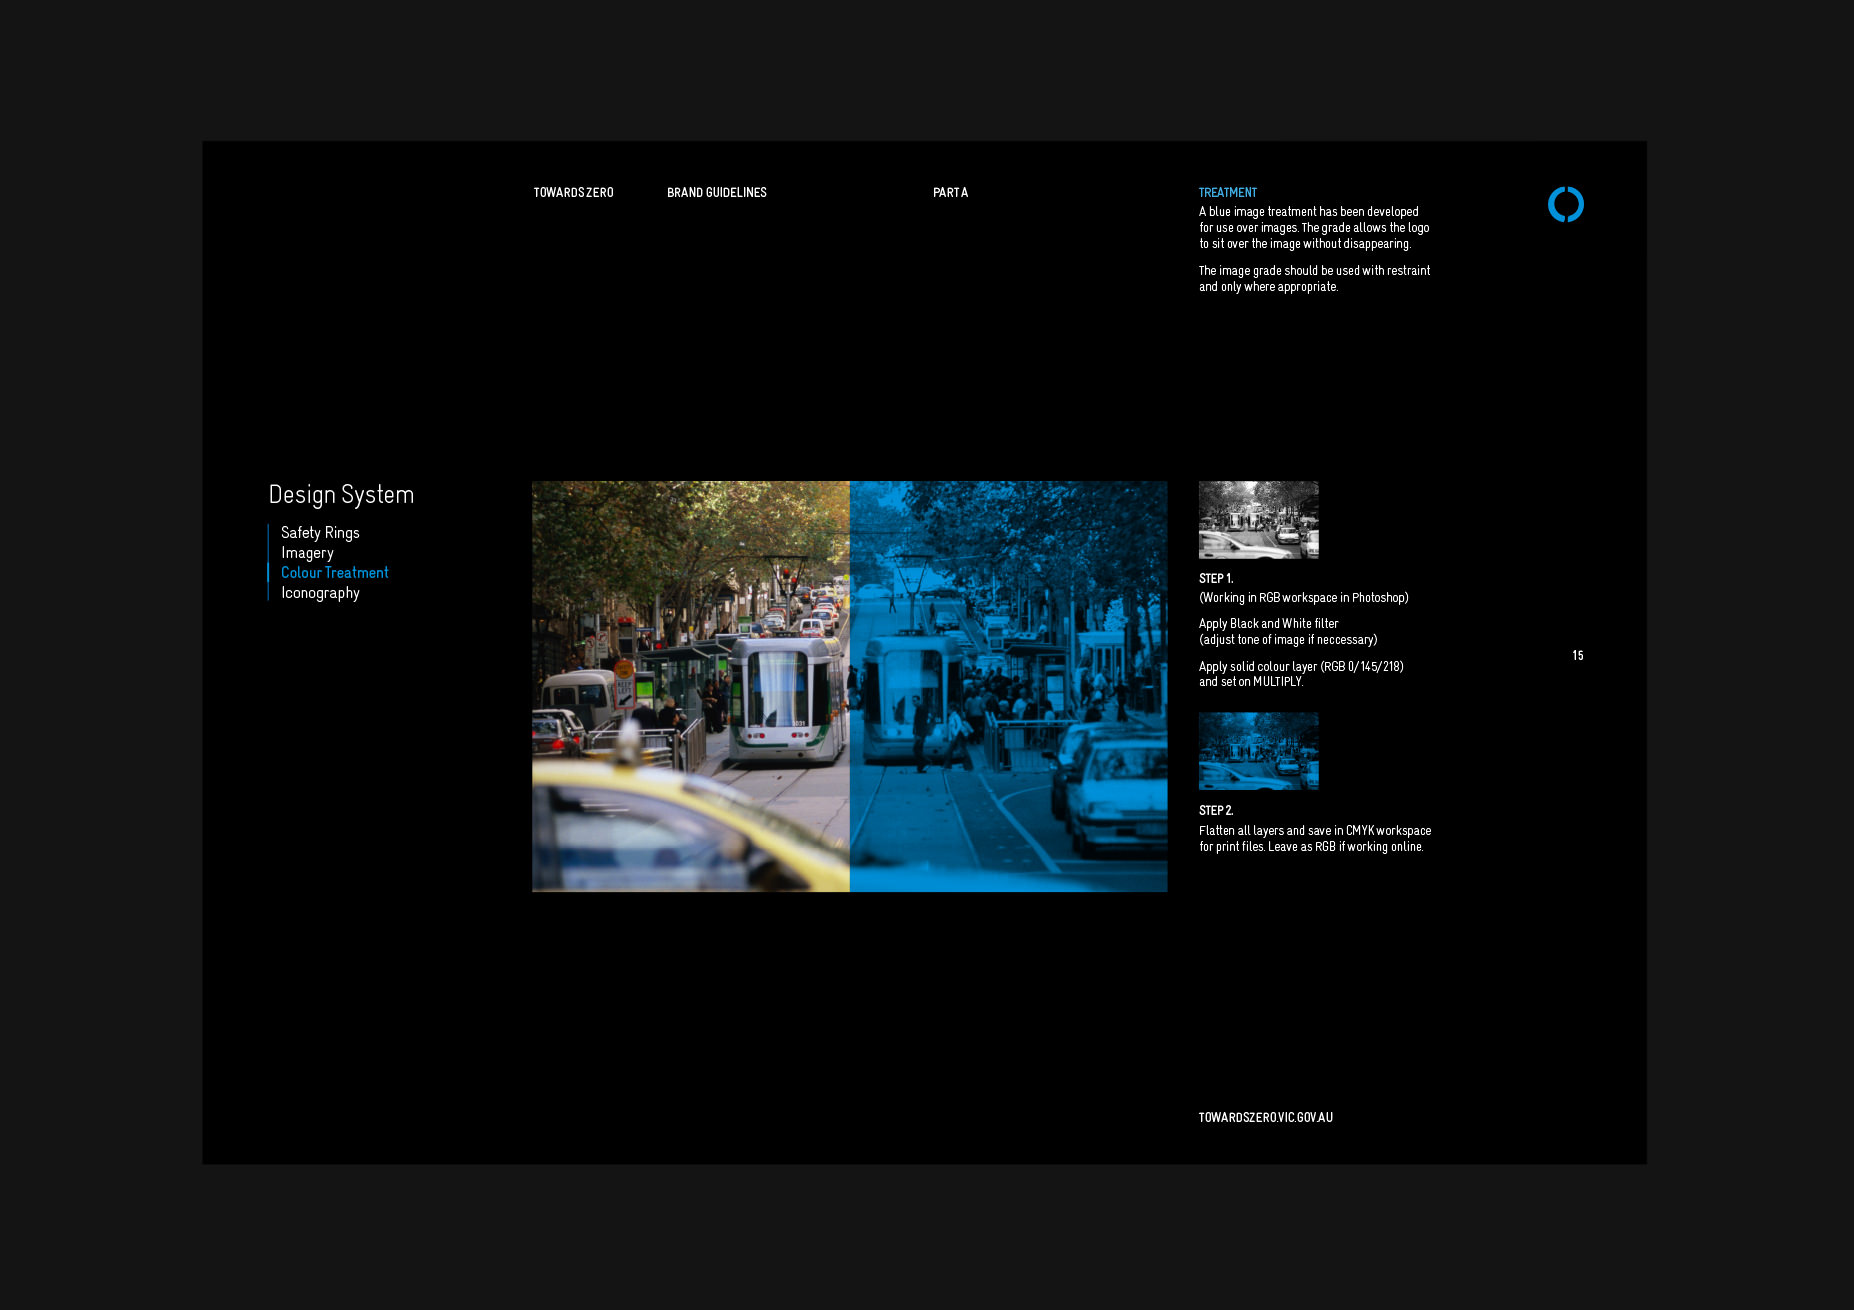 TOWARDS ZERO
BRAND GUIDELINES
PART A
TREATMENT
A blue image treatment has been developed
for use over images. The grade allows the logo
to sit over the image without disappearing.
The image grade should be used with restraint
and only where appropriate.
Design System
Safety Rings
Imagery
Colour Treatment
Iconography
KEEP
LEFT
STEP 1.
(Working in RGB workspace in Photoshop)
Apply Black and White filter
(adjust tone of image if neccessary)
Apply solid colour layer (RGB 0/145/218)
and set on MULTIPLY.
15
STEP 2.
Flatten all layers and save in CMYK workspace
for print files. Leave as RGB if working online.
TOWARDSZERO.VIC.GOV.AU